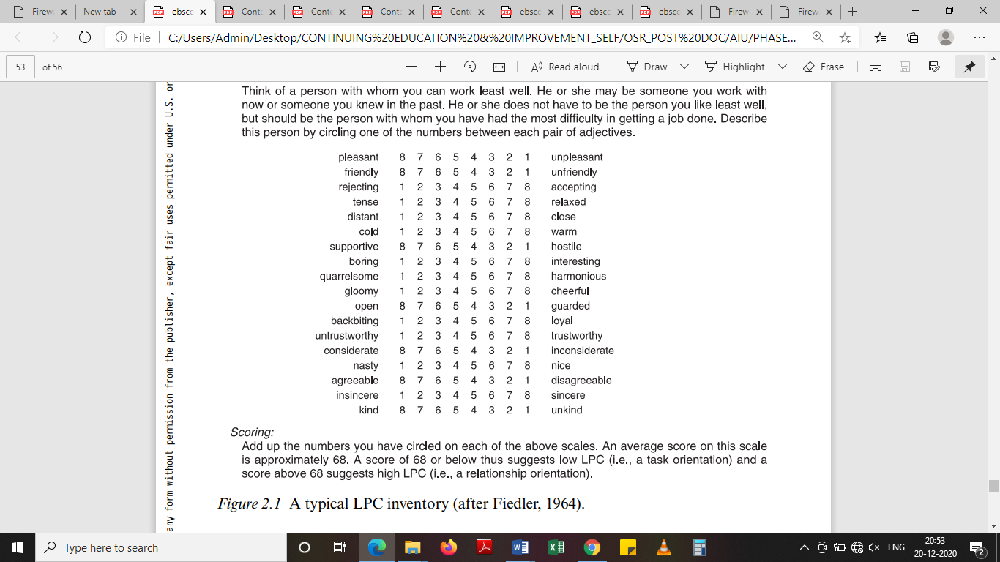 Firew
New tab
ebscc
Conte
Conte
Conte
Conte
ebscc
ebscc
ebscc
Firew
Firew
File
C:/Users/Admin/Desktop/CONTINUING%20EDUCATION%20&%20IMPROVEMENT_SELF/OSR_POST%20DOC/AIU/PHASE...
53 of 56
Read aloud
Draw
Highlight
Erase
any form without permission from the publisher, except fair uses permitted under U.S. or
Think of a person with whom you can work least well. He or she may be someone you work with
now or someone you knew in the past. He or she does not have to be the person you like least well,
but should be the person with whom you have had the most difficulty in getting a job done. Describe
this person by circling one of the numbers between each pair of adjectives.
pleasant 8 7 6 5 4 3 2 1 unpleasant
friendly 8 7 6 5 4 3 2 1 unfriendly
rejecting 1 2 3 4 5 6 7 8 accepting
tense 1 2 3 4 5 6 7 8 relaxed
distant 1 2 3 4 5 6 7 8 close
cold 1 2 3 4 5 6 7 8 warm
supportive 8 7 6 5 4 3 2 1 hostile
boring 1 2 3 4 5 6 7 8 interesting
quarrelsome 1 2 3 4 5 6 7 8 harmonious
gloomy 1 2 3 4 5 6 7 8 cheerful
open 8 7 6 5 4 3 2 1 guarded
backbiting 1 2 3 4 5 6 7 8 loyal
untrustworthy 1 2 3 4 5 6 7 8 trustworthy
considerate 8 7 6 5 4 3 2 1 inconsiderate
nasty 1 2 3 4 5 6 7 8 nice
agreeable 8 7 6 5 4 3 2 1 disagreeable
insincere 1 2 3 4 5 6 7 8 sincere
kind 8 7 6 5 4 3 2 1 unkind
Scoring:
Add up the numbers you have circled on each of the above scales. An average score on this scale
is approximately 68. A score of 68 or below thus suggests low LPC (i.e., a task orientation) and a
score above 68 suggests high LPC (i.e., a relationship orientation).
Figure 2.1 A typical LPC inventory (after Fiedler, 1964).
Type here to search
ENG
20:53
20-12-2020
2